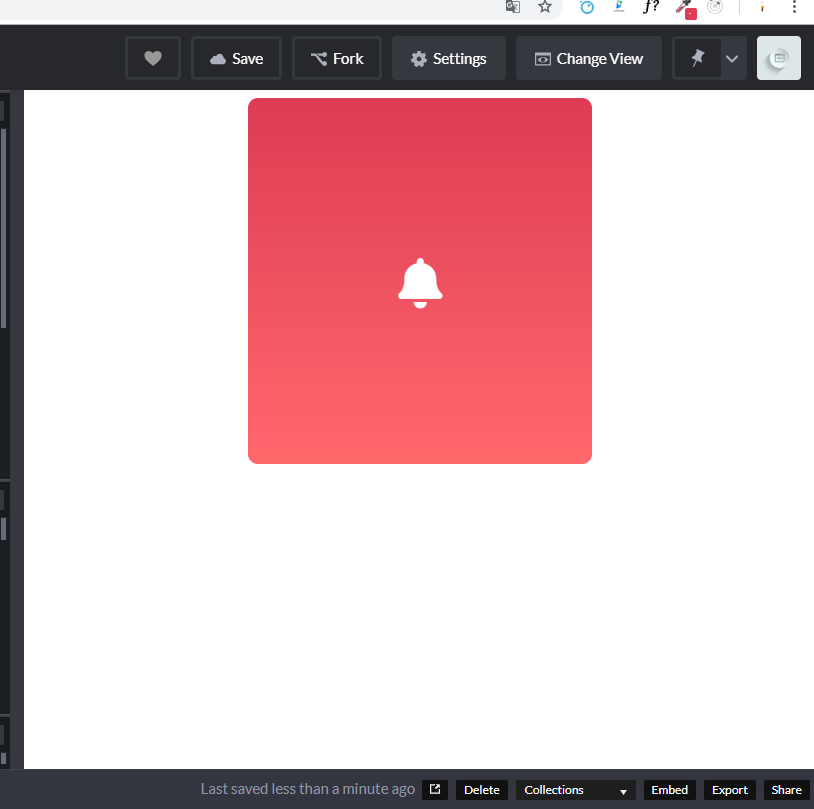 f?
Save
Fork
Settings
Change View
Last saved less than a minute ago
Delete
Collections
Embed
Export
Share